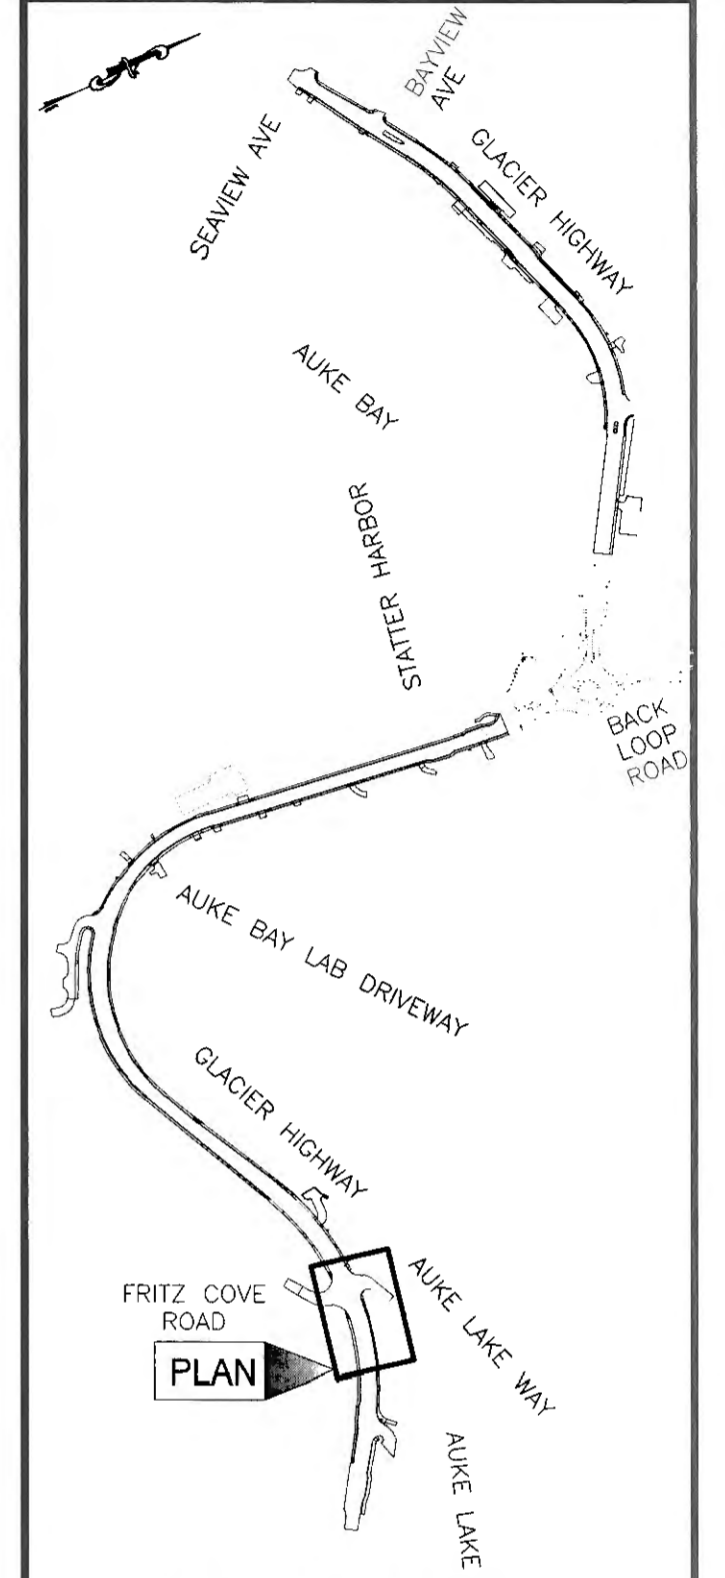 BAYVIEW
AVE
SEAVIEW AVE
GLACIER HIGHWAY
AUKE BAY
STATTER HARBOR
BACK
LOOP
ROAD
AUKE BAY LAB DRIVEWAY
GLACIER HIGHWAY
FRITZ COVE
ROAD
AUKE LAKE WAY
PLAN
AUKE LAKE